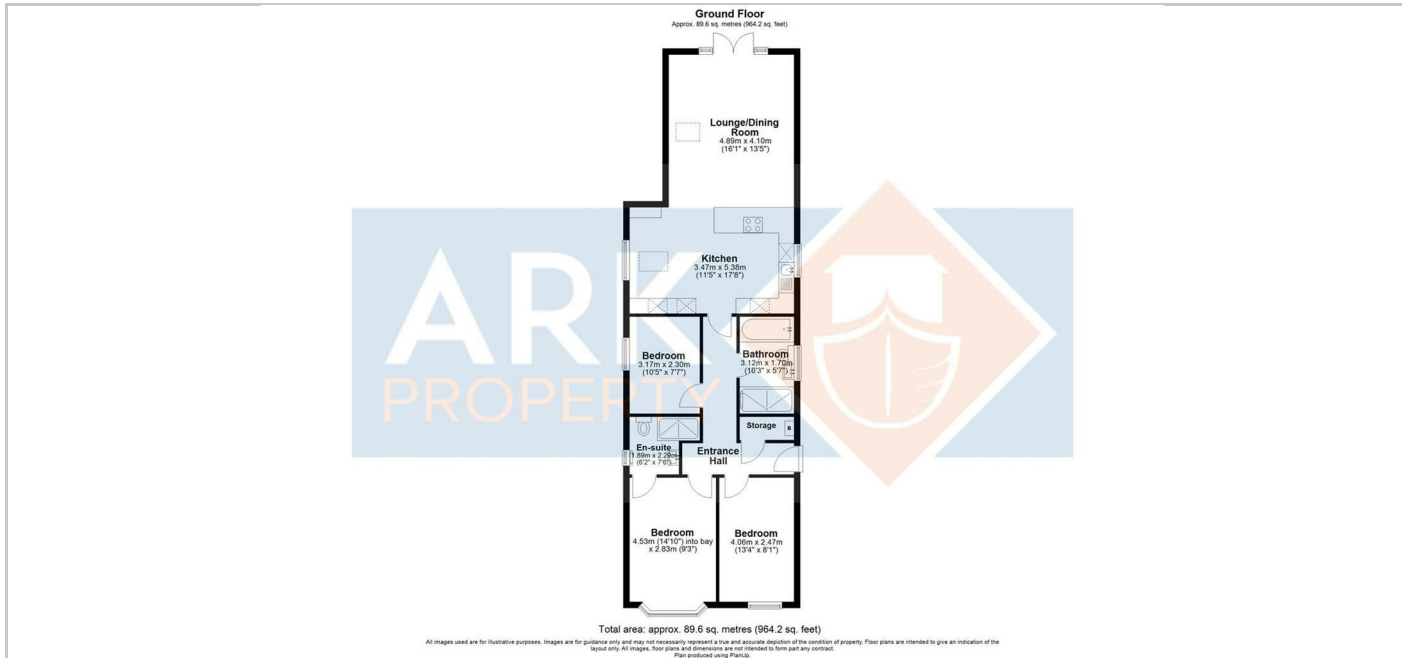 Ground Floor
Approx. 89.6 sq. metres (964.2 sq. feet)
Lounge/Dining
Room
4.89m x 4.10m
(16'1" x 13'5")
Kitchen
3.47m x 5.38m
(11'5" x 17'8")
ARK
PROPERTY
Bedroom
3.17m x 2.30m
(10'5" x 7'7")
Bathroom
3.12m x 1.70m
(10'3" x 5'7")
Storage
B
En-suite
1.89m x 2.29m
(6'2" x 7'6")
Entrance
Hall
Bedroom
4.53m (14'10") into bay
x 2.83m (9'3")
Bedroom
4.06m x 2.47m
(13'4" x 8'1")
Total area: approx. 89.6 sq. metres (964.2 sq. feet)
All images used are for illustrative purposes. Images are for guidance only and may not necessarily represent a true and accurate depiction of the condition of property. Floor plans are intended to give an indication of the
layout only. All images, floor plans and dimensions are not intended to form part any contract.
Plan produced using PlanUp.